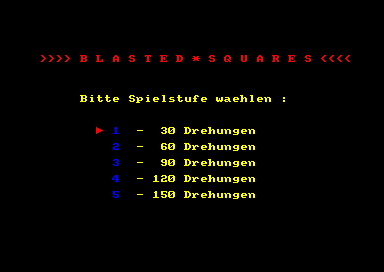 >>>> B L A S T E D * S Q U A R E S <<<<
Bitte Spielstufe waehlen :
1 - 30 Drehungen
2 - 60 Drehungen
3 - 90 Drehungen
4 - 120 Drehungen
5 - 150 Drehungen